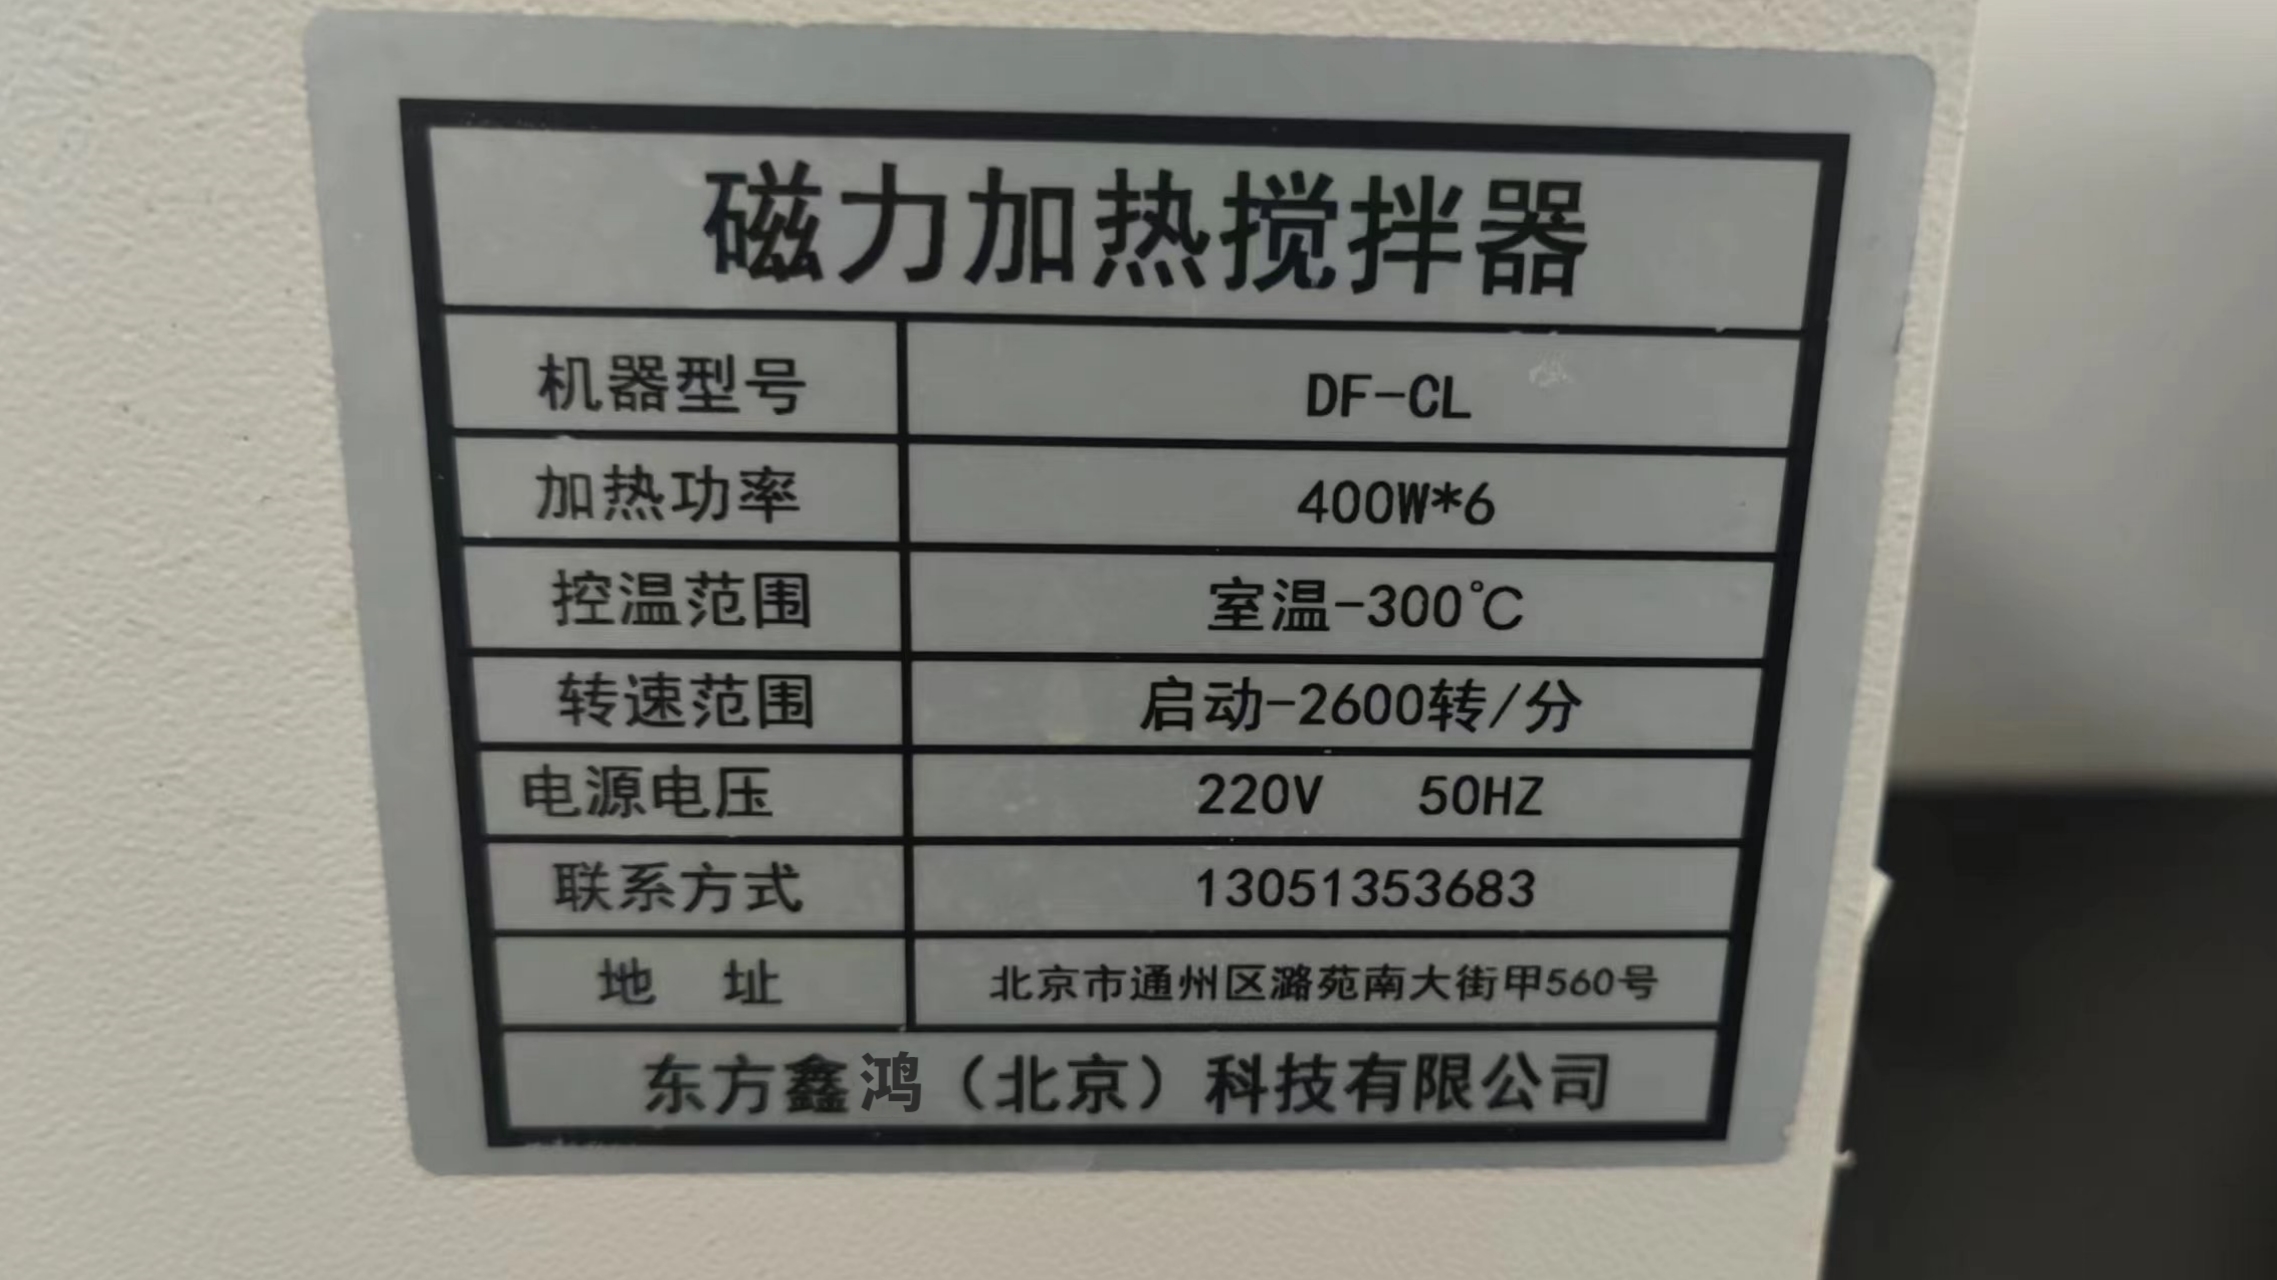 磁力加热搅拌器
机器型号 DF-CL
加热功率 400W*6
控温范围 室温-300℃
转速范围 启动-2600转/分
电源电压 220V 50HZ
联系方式 13051353683
地 址 北京市通州区潞苑南大街甲560号
东方鑫鸿（北京）科技有限公司